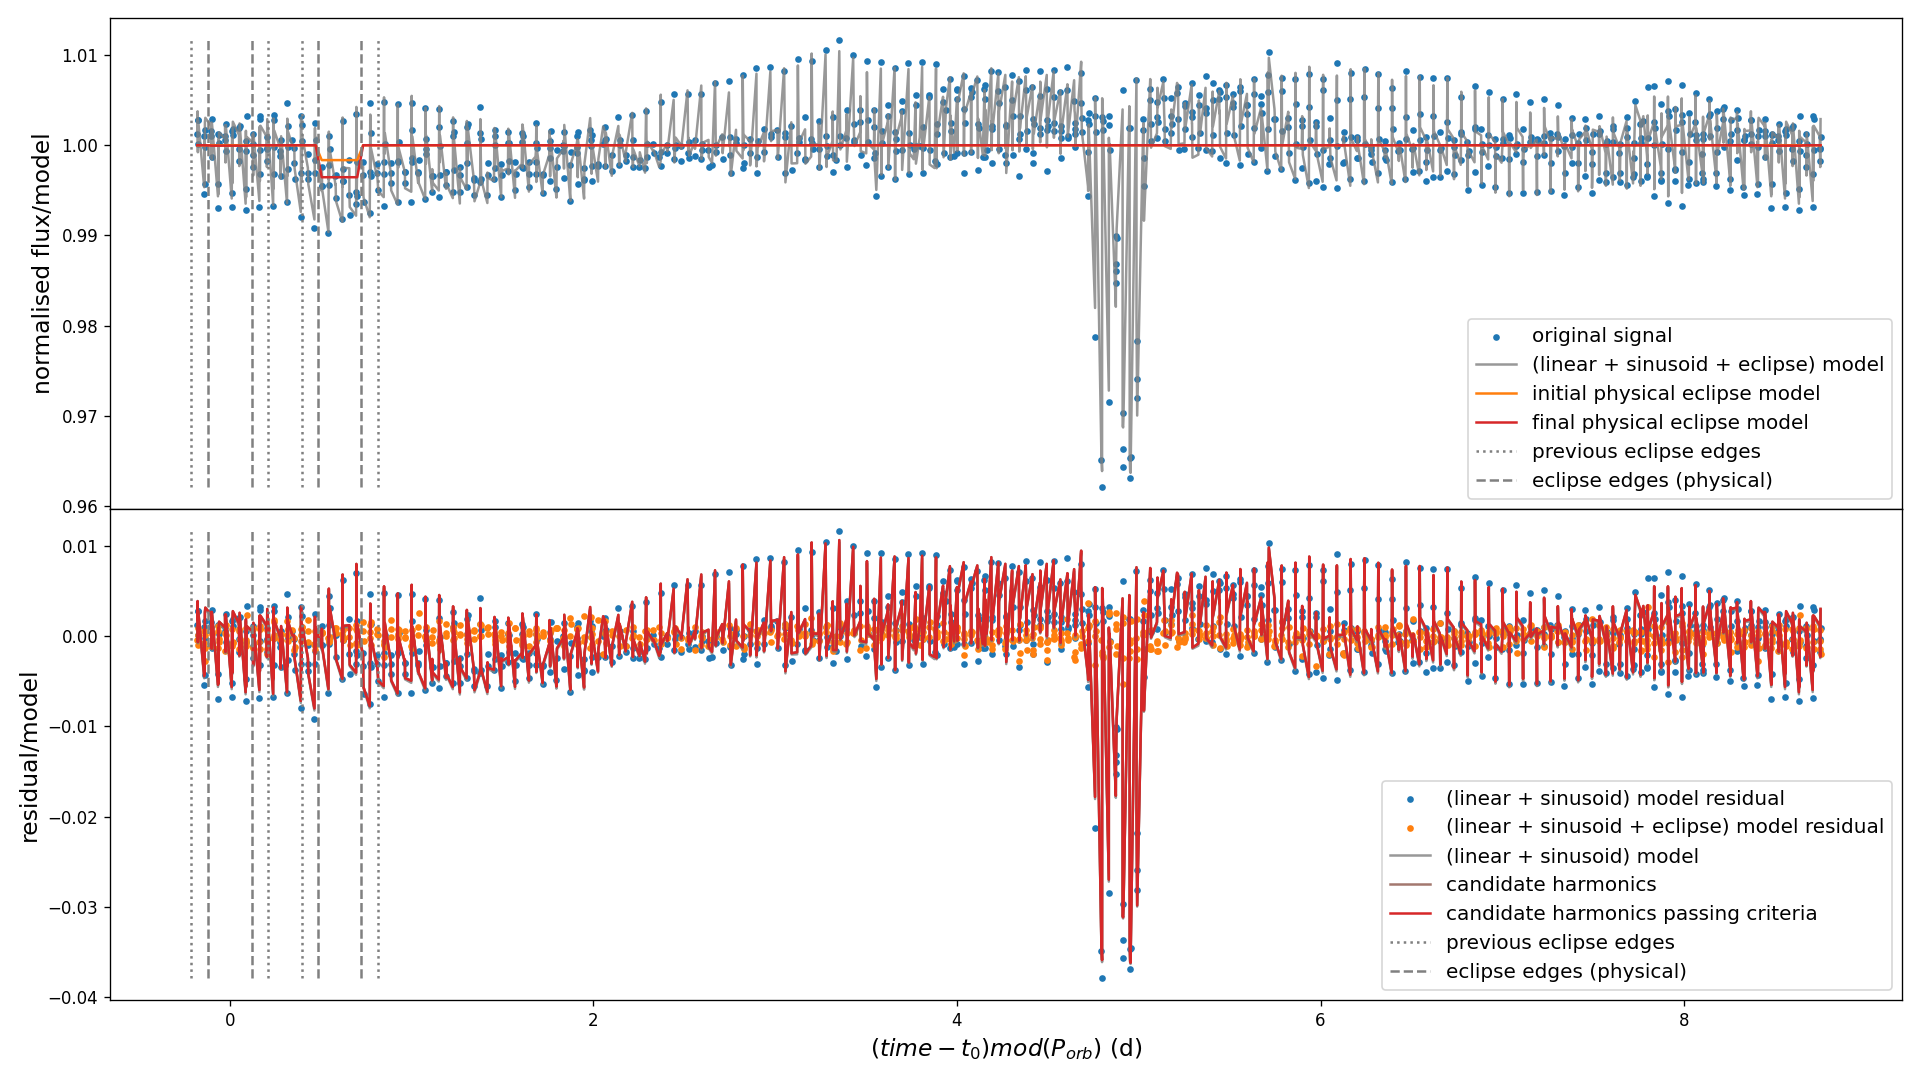 normalised flux/model
1.01
1.00
0.99
0.98
0.97
0.96
original signal
(linear + sinusoid + eclipse) model
initial physical eclipse model
final physical eclipse model
previous eclipse edges
eclipse edges (physical)
residual/model
0.01
0.00
−0.01
−0.02
−0.03
−0.04
(linear + sinusoid) model residual
(linear + sinusoid + eclipse) model residual
(linear + sinusoid) model
candidate harmonics
candidate harmonics passing criteria
previous eclipse edges
eclipse edges (physical)
0 2 4 6 8
(time − t₀)mod(Pₒᵣb) (d)